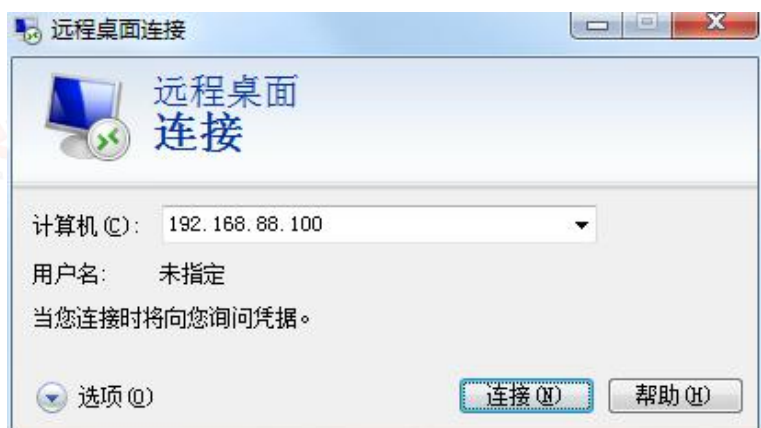 远程桌面连接
远程桌面
连接
计算机(C): 192.168.88.100
用户名: 未指定
当您连接时将向您询问凭据。
选项(O) 连接(N) 帮助(H)